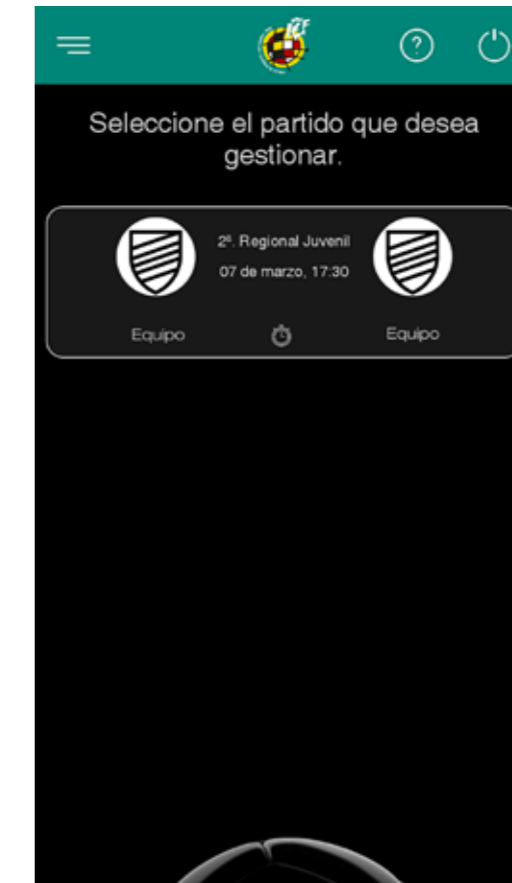 Seleccione el partido que desea
gestionar.
2ª. Regional Juvenil
07 de marzo, 17:30
Equipo
Equipo